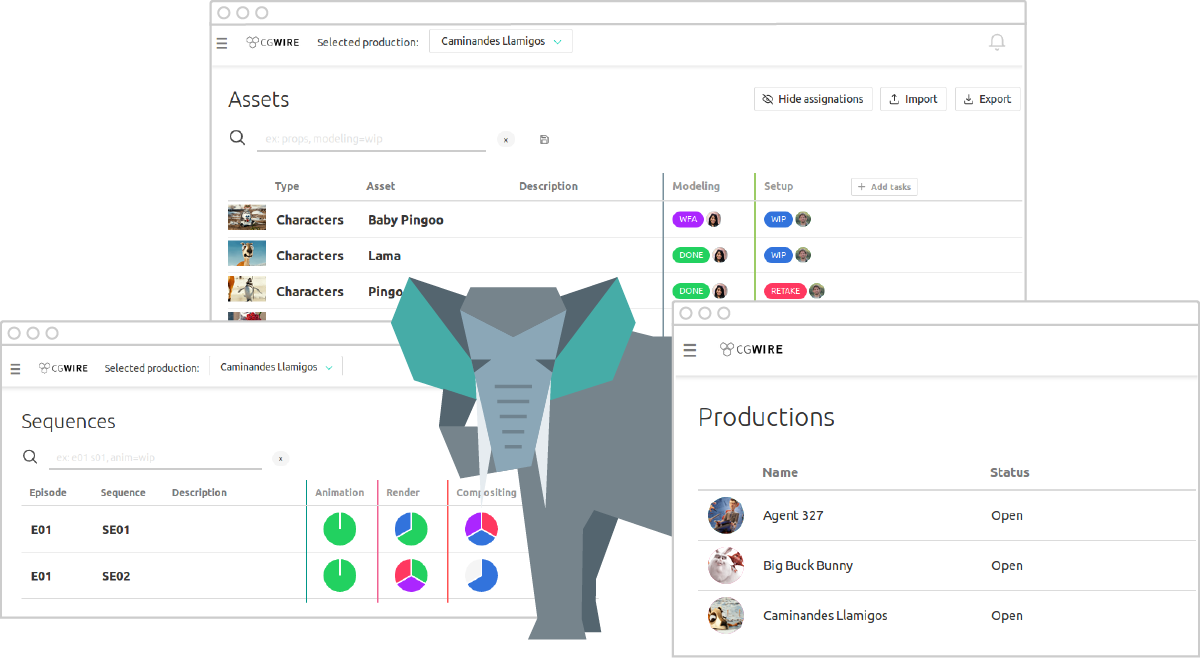 CGWIRE Selected production: Caminandes Llamigos
Assets
Hide assignations Import Export
ex: props, modeling=wip x
Type Asset Description Modeling Setup + Add tasks
Characters Baby Pingoo WFA WIP
Characters Lama DONE WIP
Characters Pingo DONE RETAKE
CGWIRE Selected production: Caminandes Llamigos
Sequences
ex: e01 s01, anim=wip x
Episode Sequence Description Animation Render Compositing
E01 SE01
E01 SE02
CGWIRE
Productions
Name Status
Agent 327 Open
Big Buck Bunny Open
Caminandes Llamigos Open